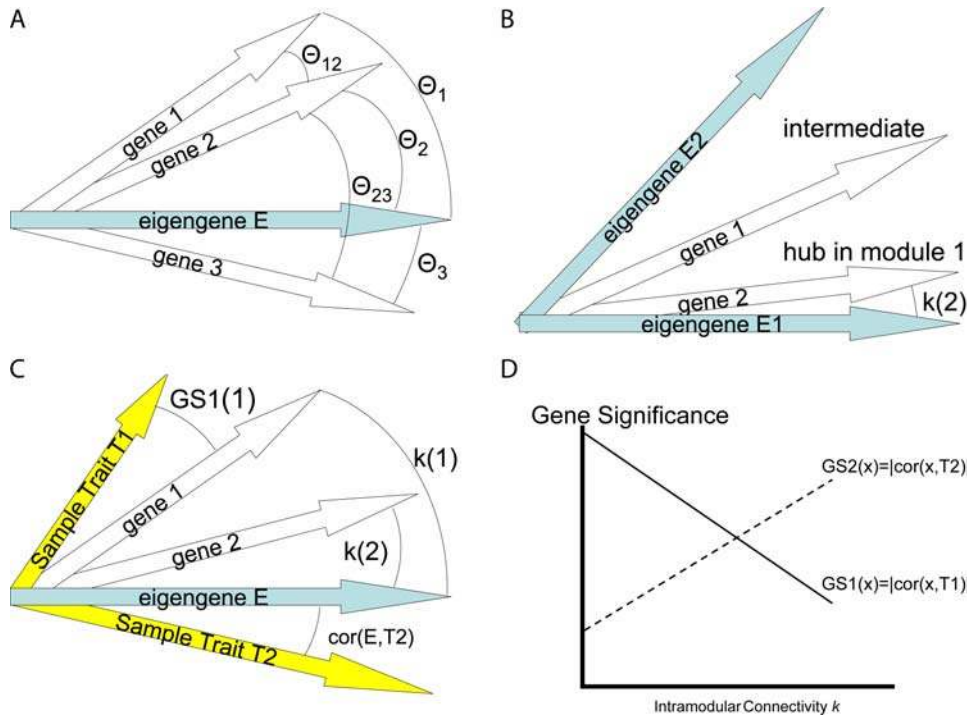 A
gene 1
gene 2
eigengene E
gene 3
Θ12
Θ1
Θ2
Θ23
Θ3
B
eigengene E2
intermediate
gene 1
hub in module 1
gene 2
k(2)
eigengene E1
C
Sample Trait T1
GS1(1)
gene 1
k(1)
gene 2
k(2)
eigengene E
Sample Trait T2
cor(E,T2)
D
Gene Significance
GS2(x)=|cor(x,T2)
GS1(x)=|cor(x,T1)
Intramodular Connectivity k